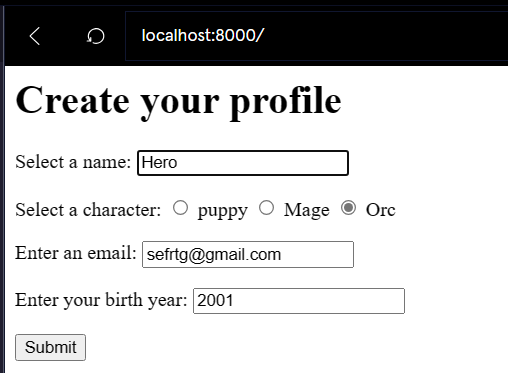 localhost:8000/
Create your profile
Select a name: Hero
Select a character: puppy Mage Orc
Enter an email: sefrtg@gmail.com
Enter your birth year: 2001
Submit